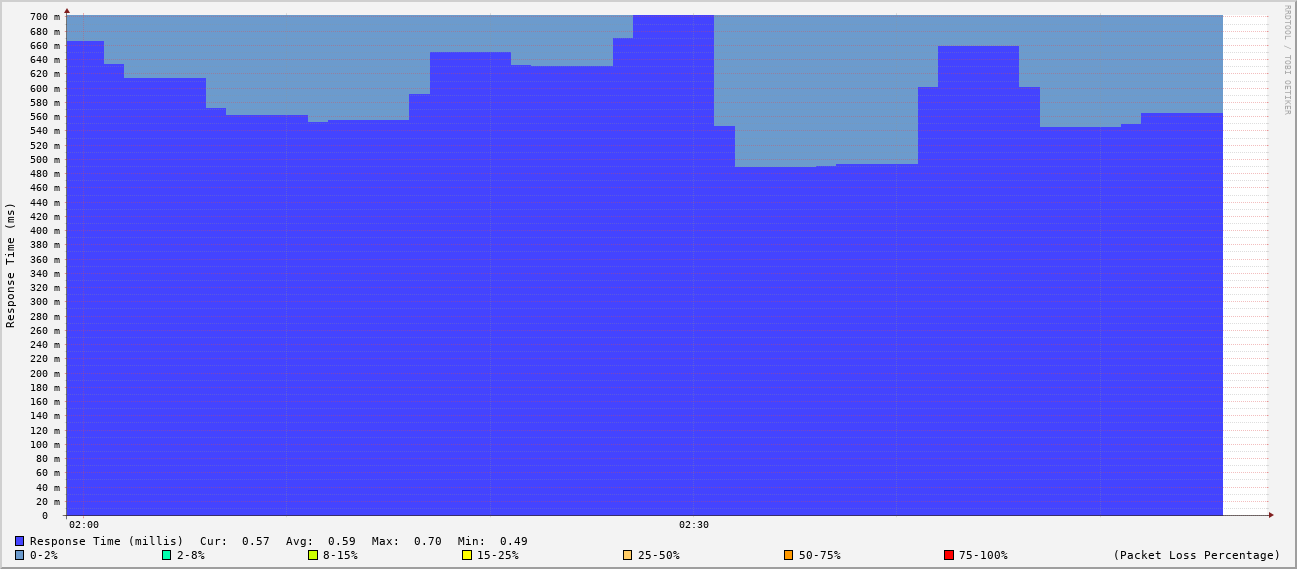 700 m
680 m
660 m
640 m
620 m
600 m
580 m
560 m
540 m
520 m
500 m
480 m
460 m
440 m
420 m
400 m
380 m
360 m
340 m
320 m
300 m
280 m
260 m
240 m
220 m
200 m
180 m
160 m
140 m
120 m
100 m
80 m
60 m
40 m
20 m
0
Response Time (ms)
RRDTOOL / TOBI OETIKER
02:00 02:30
Response Time (millis) Cur: 0.57 Avg: 0.59 Max: 0.70 Min: 0.49
0-2% 2-8% 8-15% 15-25% 25-50% 50-75% 75-100% (Packet Loss Percentage)